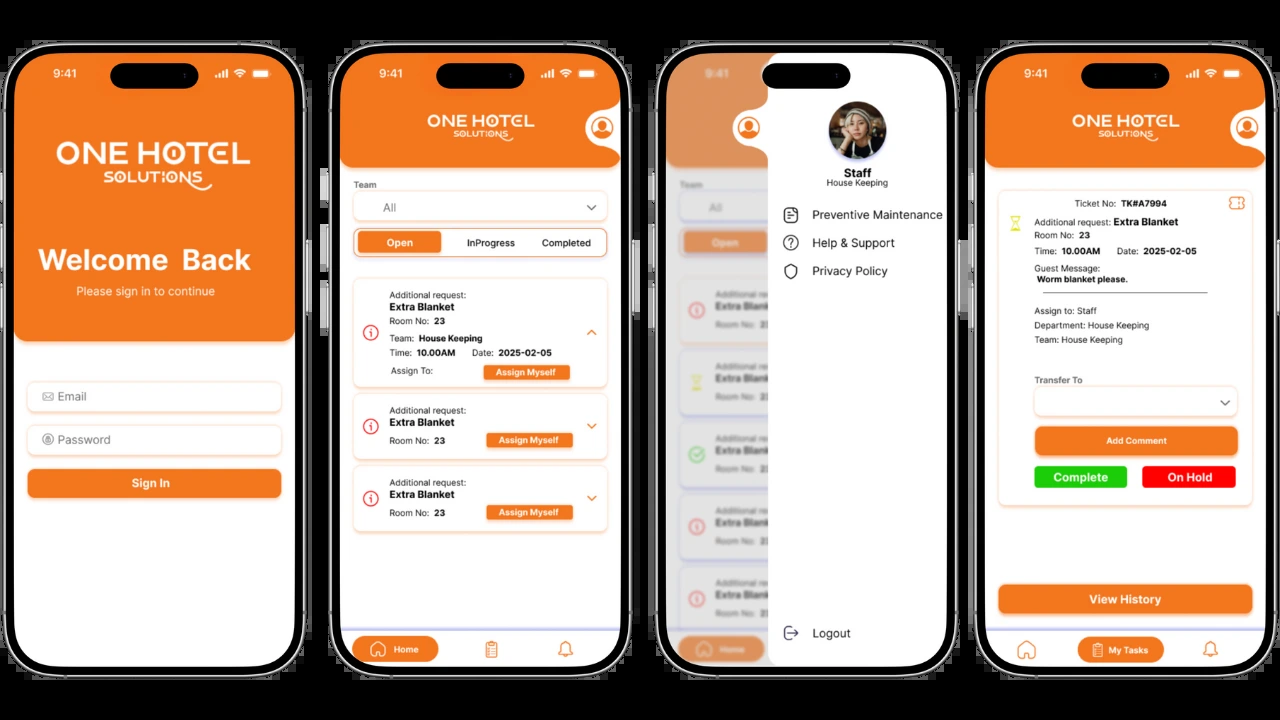 9:41
ONE HOTEL
SOLUTIONS
Welcome Back
Please sign in to continue
Email
Password
Sign In
9:41
ONE HOTEL
SOLUTIONS
Team
All
Open InProgress Completed
Additional request:
Extra Blanket
Room No: 23
Team: House Keeping
Time: 10.00AM Date: 2025-02-05
Assign To: Assign Myself
Additional request:
Extra Blanket
Room No: 23 Assign Myself
Additional request:
Extra Blanket
Room No: 23 Assign Myself
Home
9:41
Team
All
Open
Additional re
Extra Blank
Room No: 2
Additional re
Extra Blank
Room No: 2
Additional re
Extra Blank
Room No: 2
Additional re
Extra Blank
Room No: 2
Additional re
Extra Blank
Room No: 2
Home
Staff
House Keeping
Preventive Maintenance
Help & Support
Privacy Policy
Logout
9:41
ONE HOTEL
SOLUTIONS
Ticket No: TK#A7994
Additional request: Extra Blanket
Room No: 23
Time: 10.00AM Date: 2025-02-05
Guest Message:
Worm blanket please.
Assign to: Staff
Department: House Keeping
Team: House Keeping
Transfer To
Add Comment
Complete On Hold
View History
My Tasks